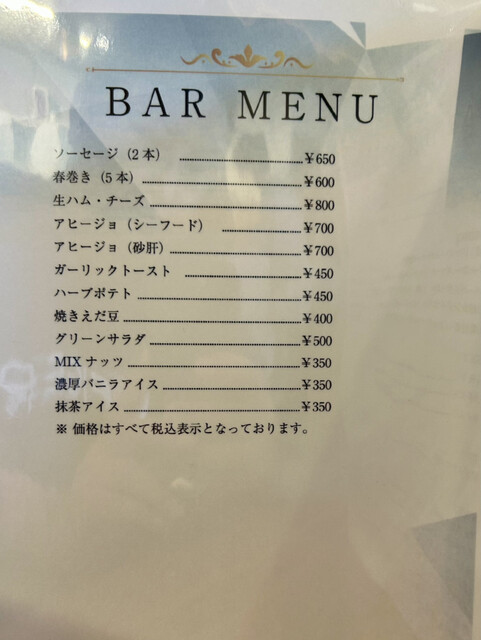 BAR MENU
ソーセージ（2本） ¥650
春巻き（5本） ¥600
生ハム・チーズ ¥800
アヒージョ（シーフード） ¥700
アヒージョ（砂肝） ¥700
ガーリックトースト ¥450
ハーブポテト ¥450
焼きえだ豆 ¥400
グリーンサラダ ¥500
MIXナッツ ¥350
濃厚バニラアイス ¥350
抹茶アイス ¥350
※ 価格はすべて税込表示となっております。